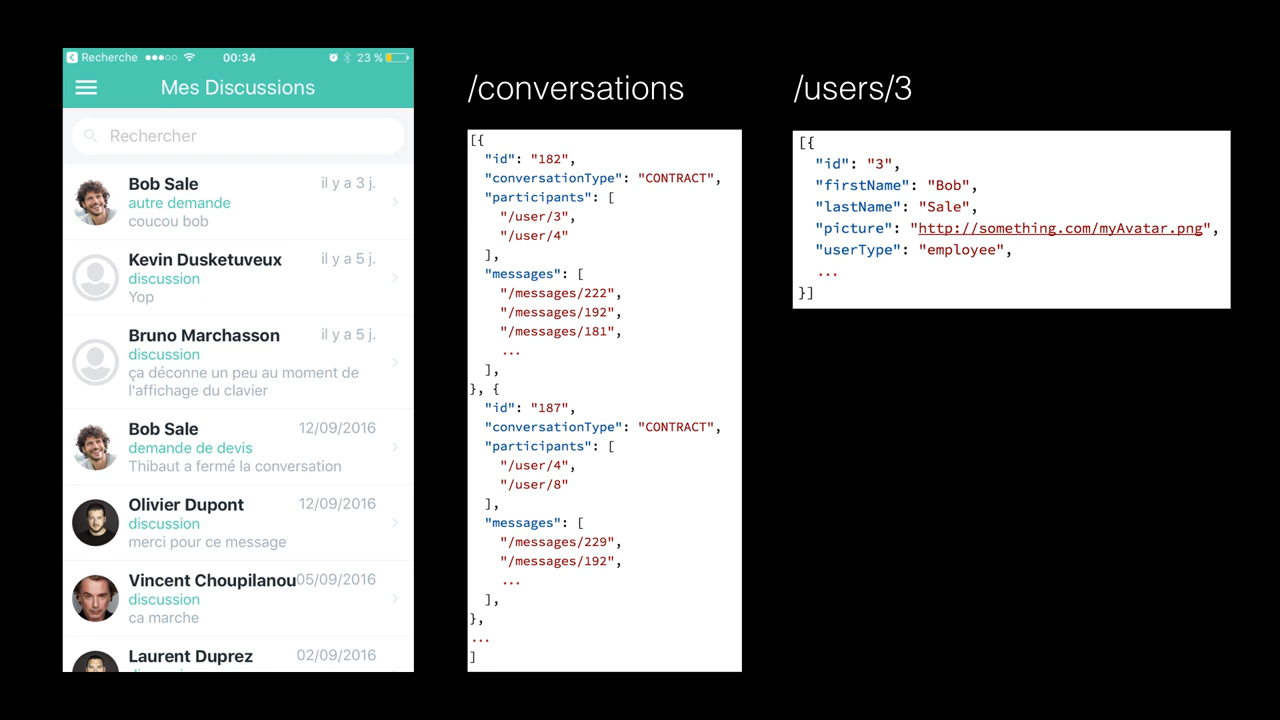 Recherche 00:34 23 %
Mes Discussions
Rechercher
Bob Sale il y a 3 j.
autre demande
coucou bob
Kevin Dusketuveux il y a 5 j.
discussion
Yop
Bruno Marchasson il y a 5 j.
discussion
ça déconne un peu au moment de
l'affichage du clavier
Bob Sale 12/09/2016
demande de devis
Thibaut a fermé la conversation
Olivier Dupont 12/09/2016
discussion
merci pour ce message
Vincent Choupilanou 05/09/2016
discussion
ca marche
Laurent Duprez 02/09/2016
/conversations
[{
"id": "182",
"conversationType": "CONTRACT",
"participants": [
"/user/3",
"/user/4"
],
"messages": [
"/messages/222",
"/messages/192",
"/messages/181",
...
],
}, {
"id": "187",
"conversationType": "CONTRACT",
"participants": [
"/user/4",
"/user/8"
],
"messages": [
"/messages/229",
"/messages/192",
...
],
},
...
]
/users/3
[{
"id": "3",
"firstName": "Bob",
"lastName": "Sale",
"picture": "http://something.com/myAvatar.png",
"userType": "employee",
...
}]